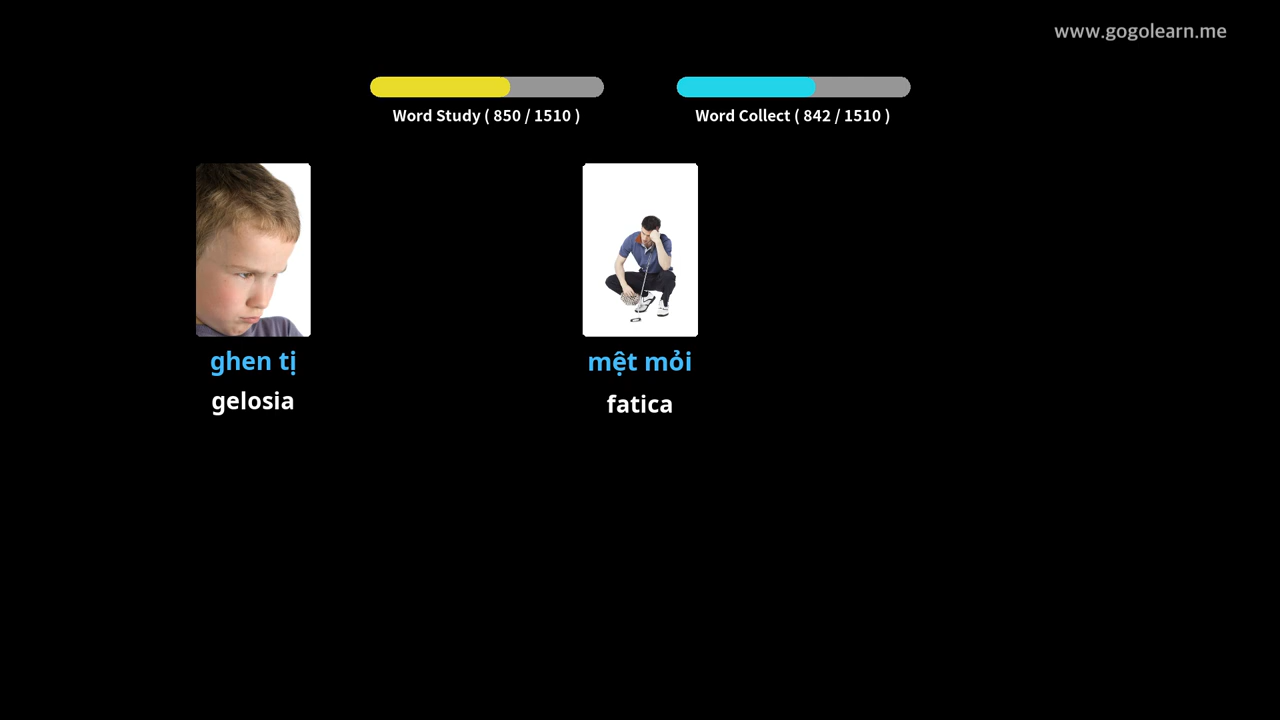 www.gogolearn.me
Word Study ( 850 / 1510 )
Word Collect ( 842 / 1510 )
ghen tị
gelosia
mệt mỏi
fatica